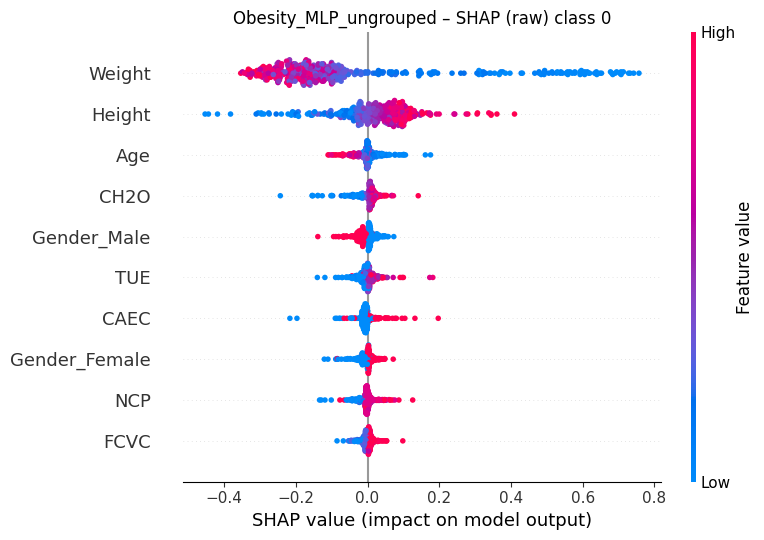 Obesity_MLP_ungrouped – SHAP (raw) class 0
High
Weight
Height
Age
CH2O
Gender_Male
TUE
CAEC
Gender_Female
NCP
FCVC
Feature value
Low
−0.4 −0.2 0.0 0.2 0.4 0.6 0.8
SHAP value (impact on model output)